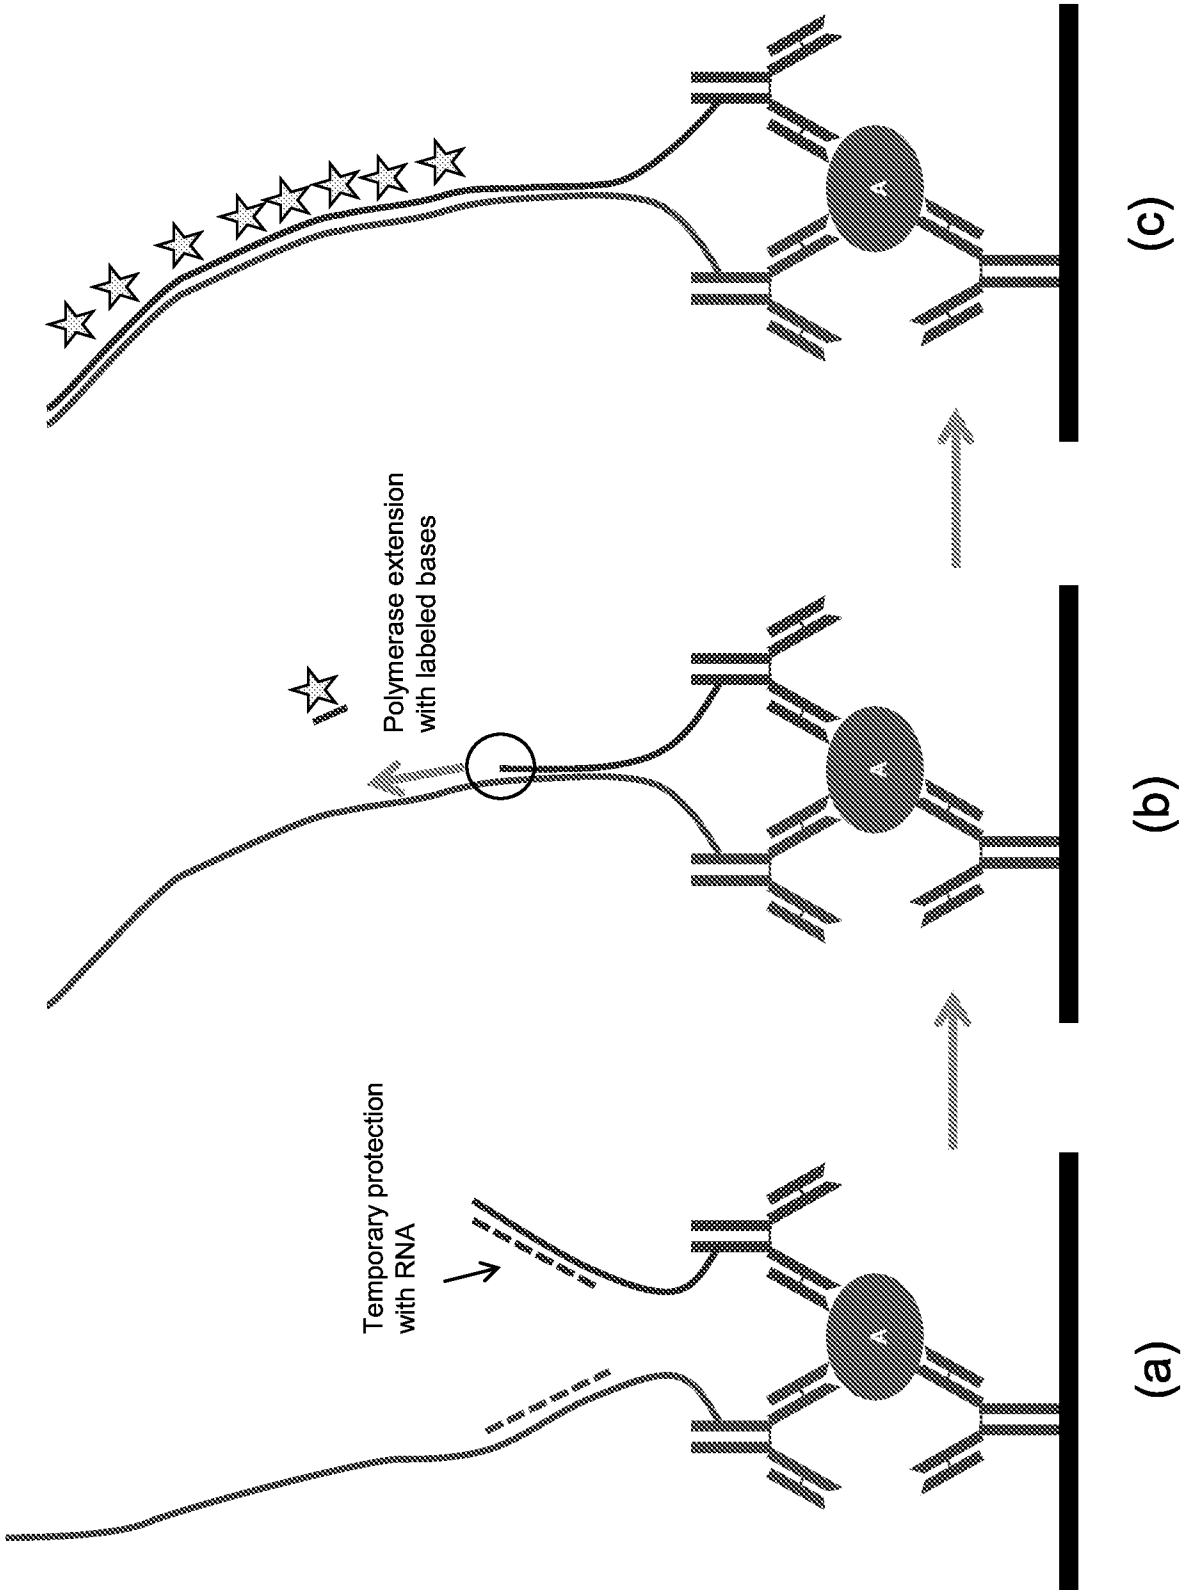 Temporary protection
with RNA
A
(a)
Polymerase extension
with labeled bases
A
(b)
A
(c)